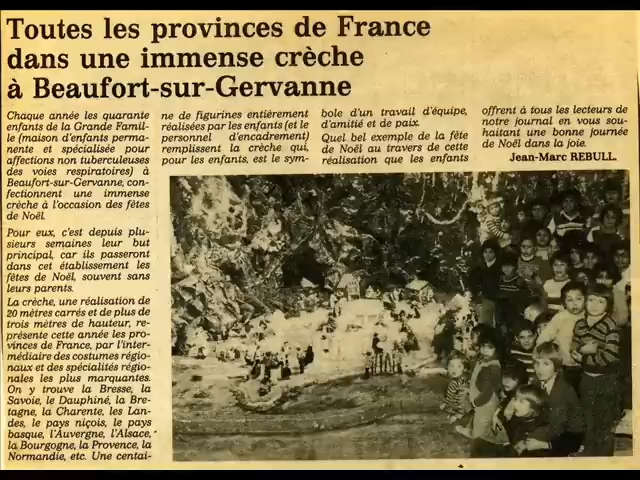 Toutes les provinces de France
dans une immense crèche
à Beaufort-sur-Gervanne
Chaque année les quarante
enfants de la Grande Famil-
le (maison d'enfants perma-
nente et spécialisée pour
affections non tuberculeuses
des voies respiratoires) à
Beaufort-sur-Gervanne, con-
fectionnent une immense
crèche à l'occasion des fêtes
de Noël.
Pour eux, c'est depuis plu-
sieurs semaines leur but
principal, car ils passeront
dans cet établissement les
fêtes de Noël, souvent sans
leurs parents.
La crèche, une réalisation de
20 mètres carrés et de plus de
trois mètres de hauteur, re-
présente cette année les pro-
vinces de France, par l'inter-
médiaire des costumes régio-
naux et des spécialités régio-
nales les plus marquantes.
On y trouve la Bresse, la
Savoie, le Dauphiné, la Bre-
tagne, la Charente, les Lan-
des, le pays niçois, le pays
basque, l'Auvergne, l'Alsace,
la Bourgogne, la Provence, la
Normandie, etc. Une centai-
ne de figurines entièrement
réalisées par les enfants (et le
personnel d'encadrement)
remplissent la crèche qui,
pour les enfants, est le sym-
bole d'un travail d'équipe,
d'amitié et de paix.
Quel bel exemple de la fête
de Noël au travers de cette
réalisation que les enfants
offrent à tous les lecteurs de
notre journal en vous sou-
haitant une bonne journée
de Noël dans la joie.
Jean-Marc REBULL.